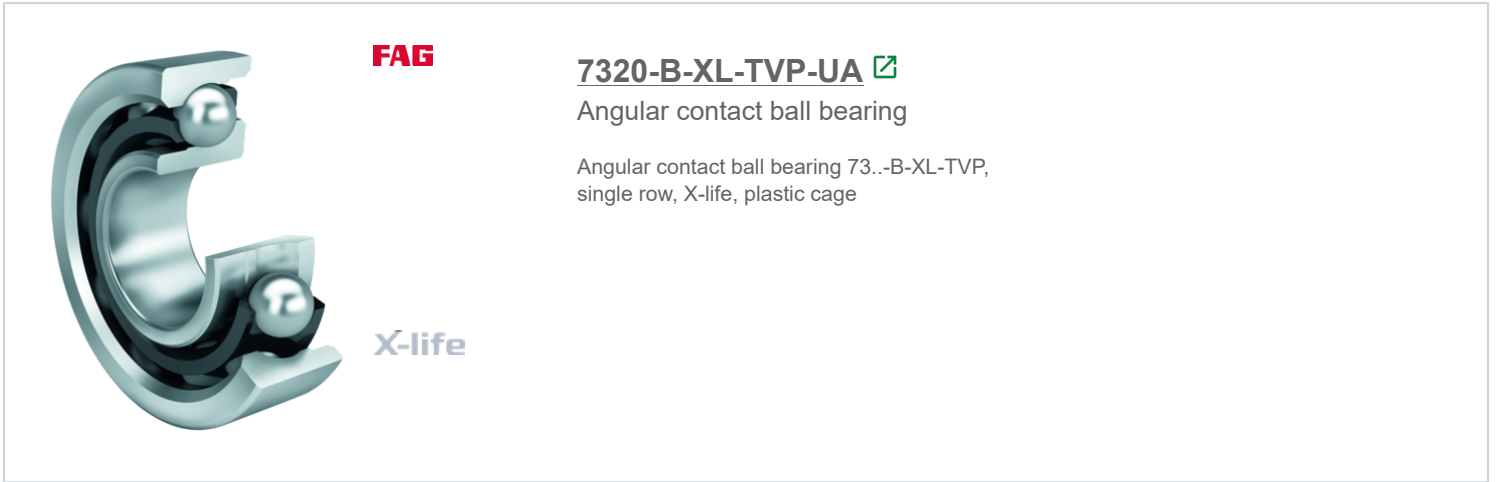 FAG
7320-B-XL-TVP-UA
Angular contact ball bearing
Angular contact ball bearing 73..-B-XL-TVP,
single row, X-life, plastic cage
X-life